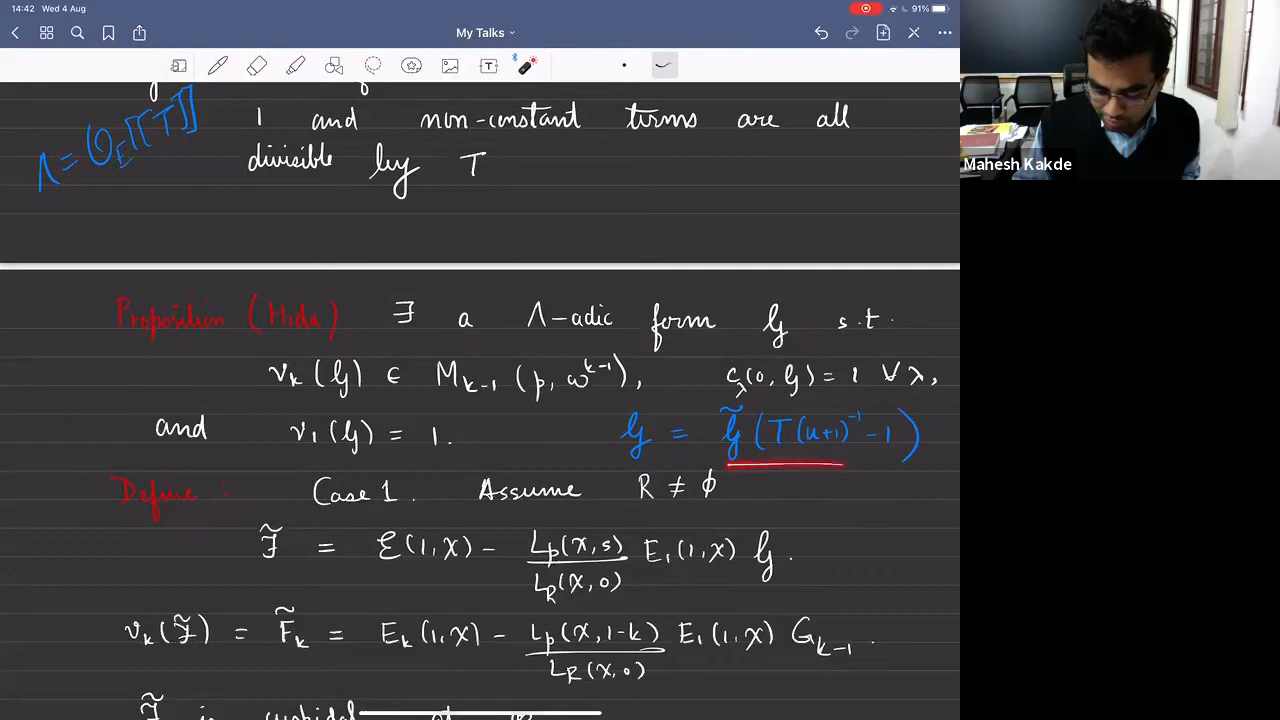 14:42 Wed 4 Aug
91%
My Talks
1 and non-constant terms are all
divisible by T
Λ = O_E[[T]]
Proposition (Hida) ∃ a Λ-adic form 𝒢 s.t.
ν_k(𝒢) ∈ M_{k-1}(p, ω^{k-1}), c_λ(0, 𝒢) = 1 ∀ λ,
and ν_1(𝒢) = 1. 𝒢 = 𝒢̃(T(u+1)^{-1} - 1)
Define : Case 1. Assume R ≠ ϕ
ℱ̃ = ℰ(1,χ) - L_p(χ,s)/L_R(χ,0) E_1(1,χ) 𝒢.
ν_k(ℱ̃) = F̃_k = E_k(1,χ) - L_p(χ,1-k)/L_R(χ,0) E_1(1,χ) G_{k-1}.
ℱ̃ is cuspidal
Mahesh Kakde